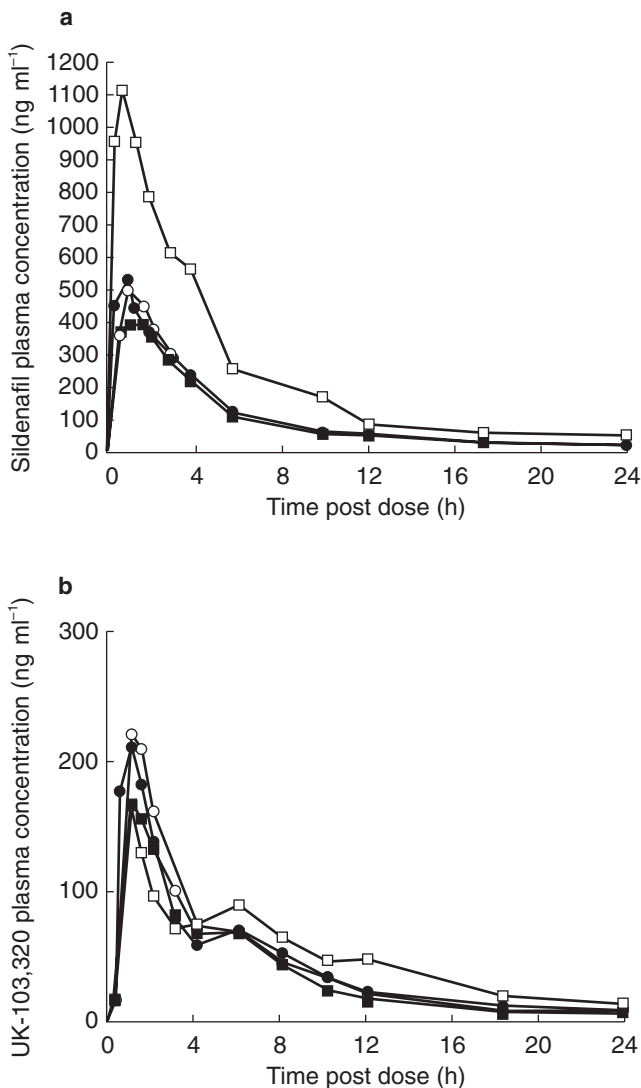 a
Sildenafil plasma concentration (ng ml⁻¹)
1200
1100
1000
900
800
700
600
500
400
300
200
100
0
0 4 8 12 16 20 24
Time post dose (h)
b
UK-103,320 plasma concentration (ng ml⁻¹)
300
200
100
0
0 4 8 12 16 20 24
Time post dose (h)